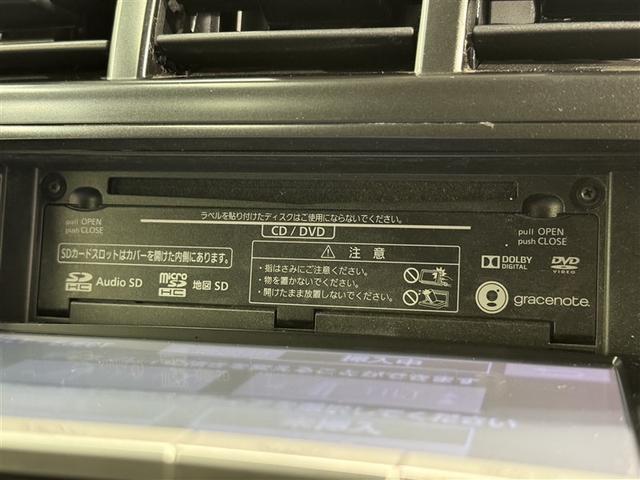 ラベルを貼り付けたディスクはご使用にならないでください。
CD / DVD
pull OPEN
push CLOSE
pull OPEN
push CLOSE
SDカードスロットはカバーを開けた内側にあります。
注意
・指はさみにご注意ください。
・物を置かないでください。
・開けたまま放置しないでください。
SD HC Audio SD
micro SD HC 地図 SD
DOLBY
DIGITAL
DVD
VIDEO
gracenote.